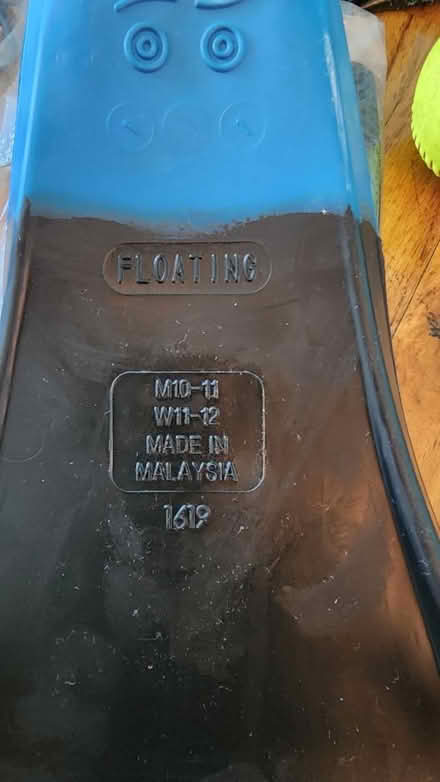 FLOATING
M10-11
W11-12
MADE IN
MALAYSIA
1619